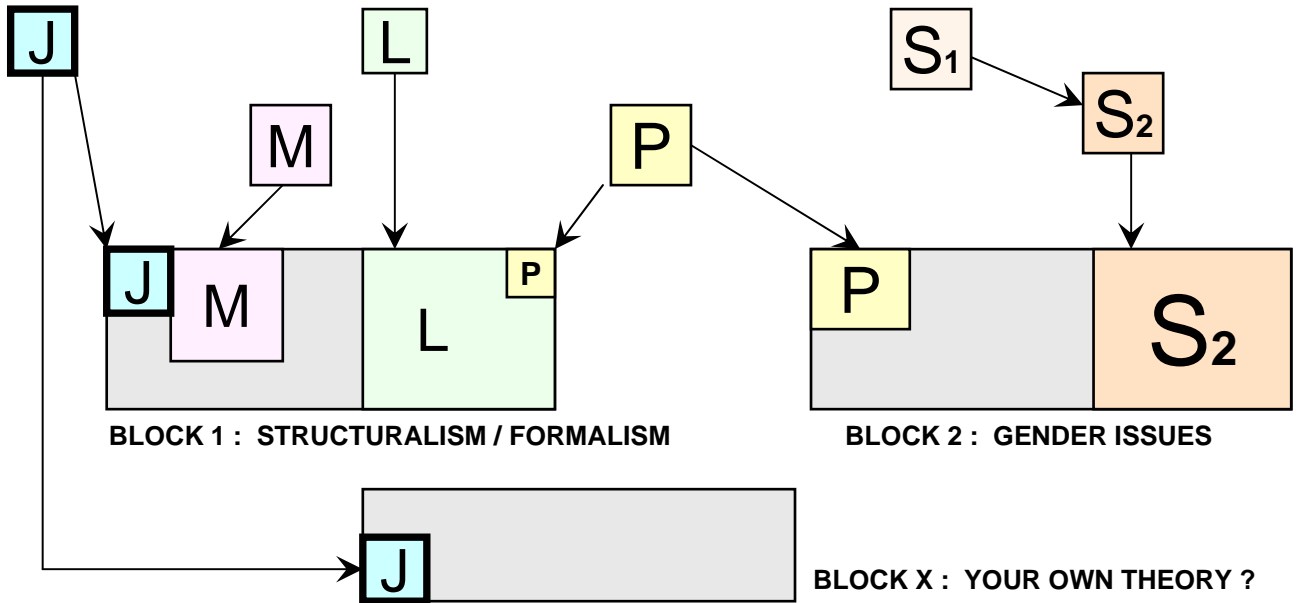 J
L
S1
S2
M
P
J
M
L
P
P
S2
BLOCK 1 : STRUCTURALISM / FORMALISM
BLOCK 2 : GENDER ISSUES
J
BLOCK X : YOUR OWN THEORY ?